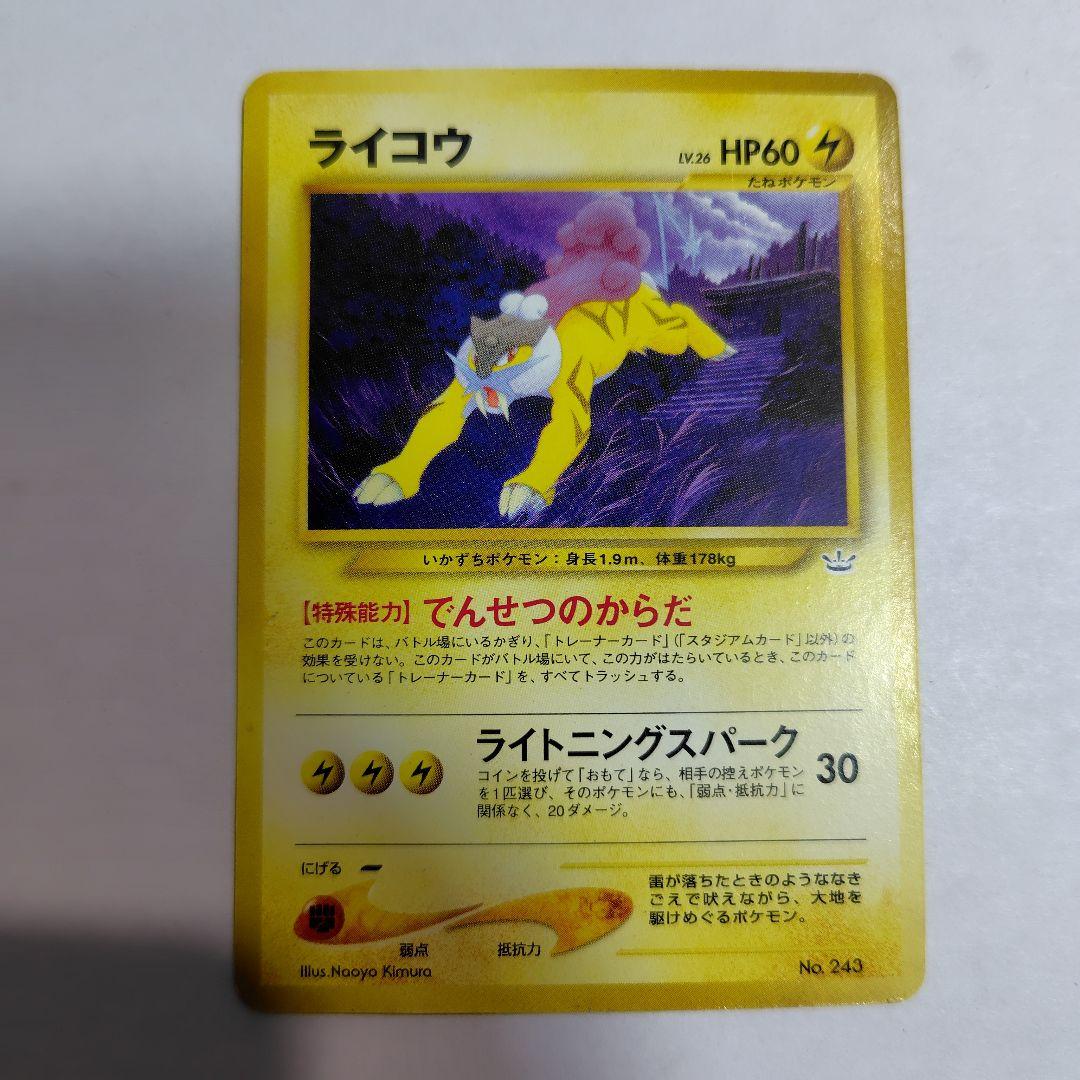 ライコウ
LV.26 HP60
たねポケモン
いかずちポケモン：身長1.9m、体重178kg
【特殊能力】でんせつのからだ
このカードは、バトル場にいるかぎり、「トレーナーカード」（「スタジアムカード」以外）の
効果を受けない。このカードがバトル場にいて、この力がはたらいているとき、このカード
についている「トレーナーカード」を、すべてトラッシュする。
ライトニングスパーク 30
コインを投げて「おもて」なら、相手の控えポケモン
を1匹選び、そのポケモンにも、「弱点・抵抗力」に
関係なく、20ダメージ。
にげる
弱点
抵抗力
雷が落ちたときのようななき
ごえで吠えながら、大地を
駆けめぐるポケモン。
Illus. Naoyo Kimura
No. 243